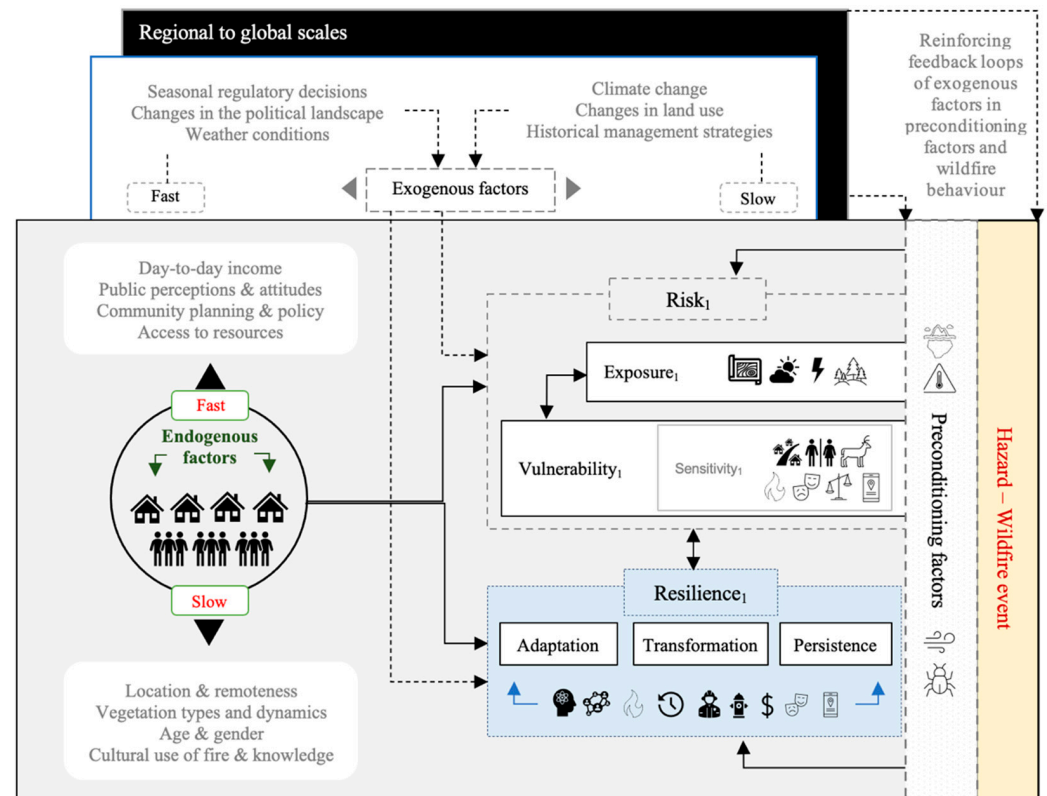 Regional to global scales
Reinforcing
feedback loops
of exogenous
factors in
preconditioning
factors and
wildfire
behaviour
Seasonal regulatory decisions
Changes in the political landscape
Weather conditions
Climate change
Changes in land use
Historical management strategies
Fast
Exogenous factors
Slow
Day-to-day income
Public perceptions & attitudes
Community planning & policy
Access to resources
Fast
Endogenous
factors
Slow
Location & remoteness
Vegetation types and dynamics
Age & gender
Cultural use of fire & knowledge
Risk₁
Exposure₁
Vulnerability₁
Sensitivity₁
Resilience₁
Adaptation
Transformation
Persistence
$
Preconditioning factors
Hazard – Wildfire event